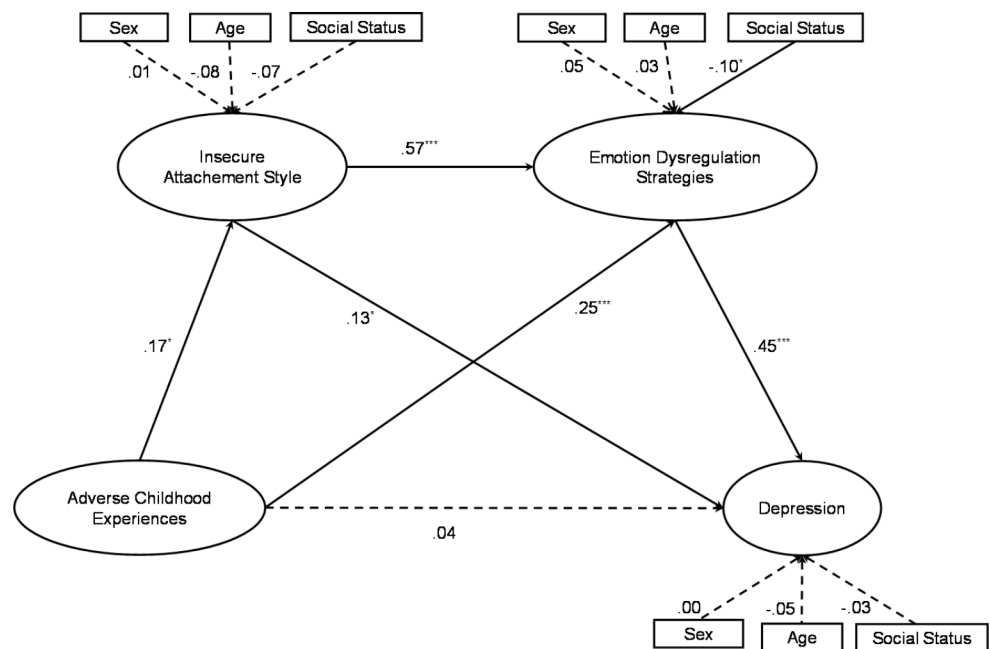 Sex
Age
Social Status
Sex
Age
Social Status
.01
-.08
-.07
.05
.03
-.10*
Insecure
Attachement Style
.57***
Emotion Dysregulation
Strategies
.17*
.13*
.25***
.45***
Adverse Childhood
Experiences
.04
Depression
.00
-.05
-.03
Sex
Age
Social Status